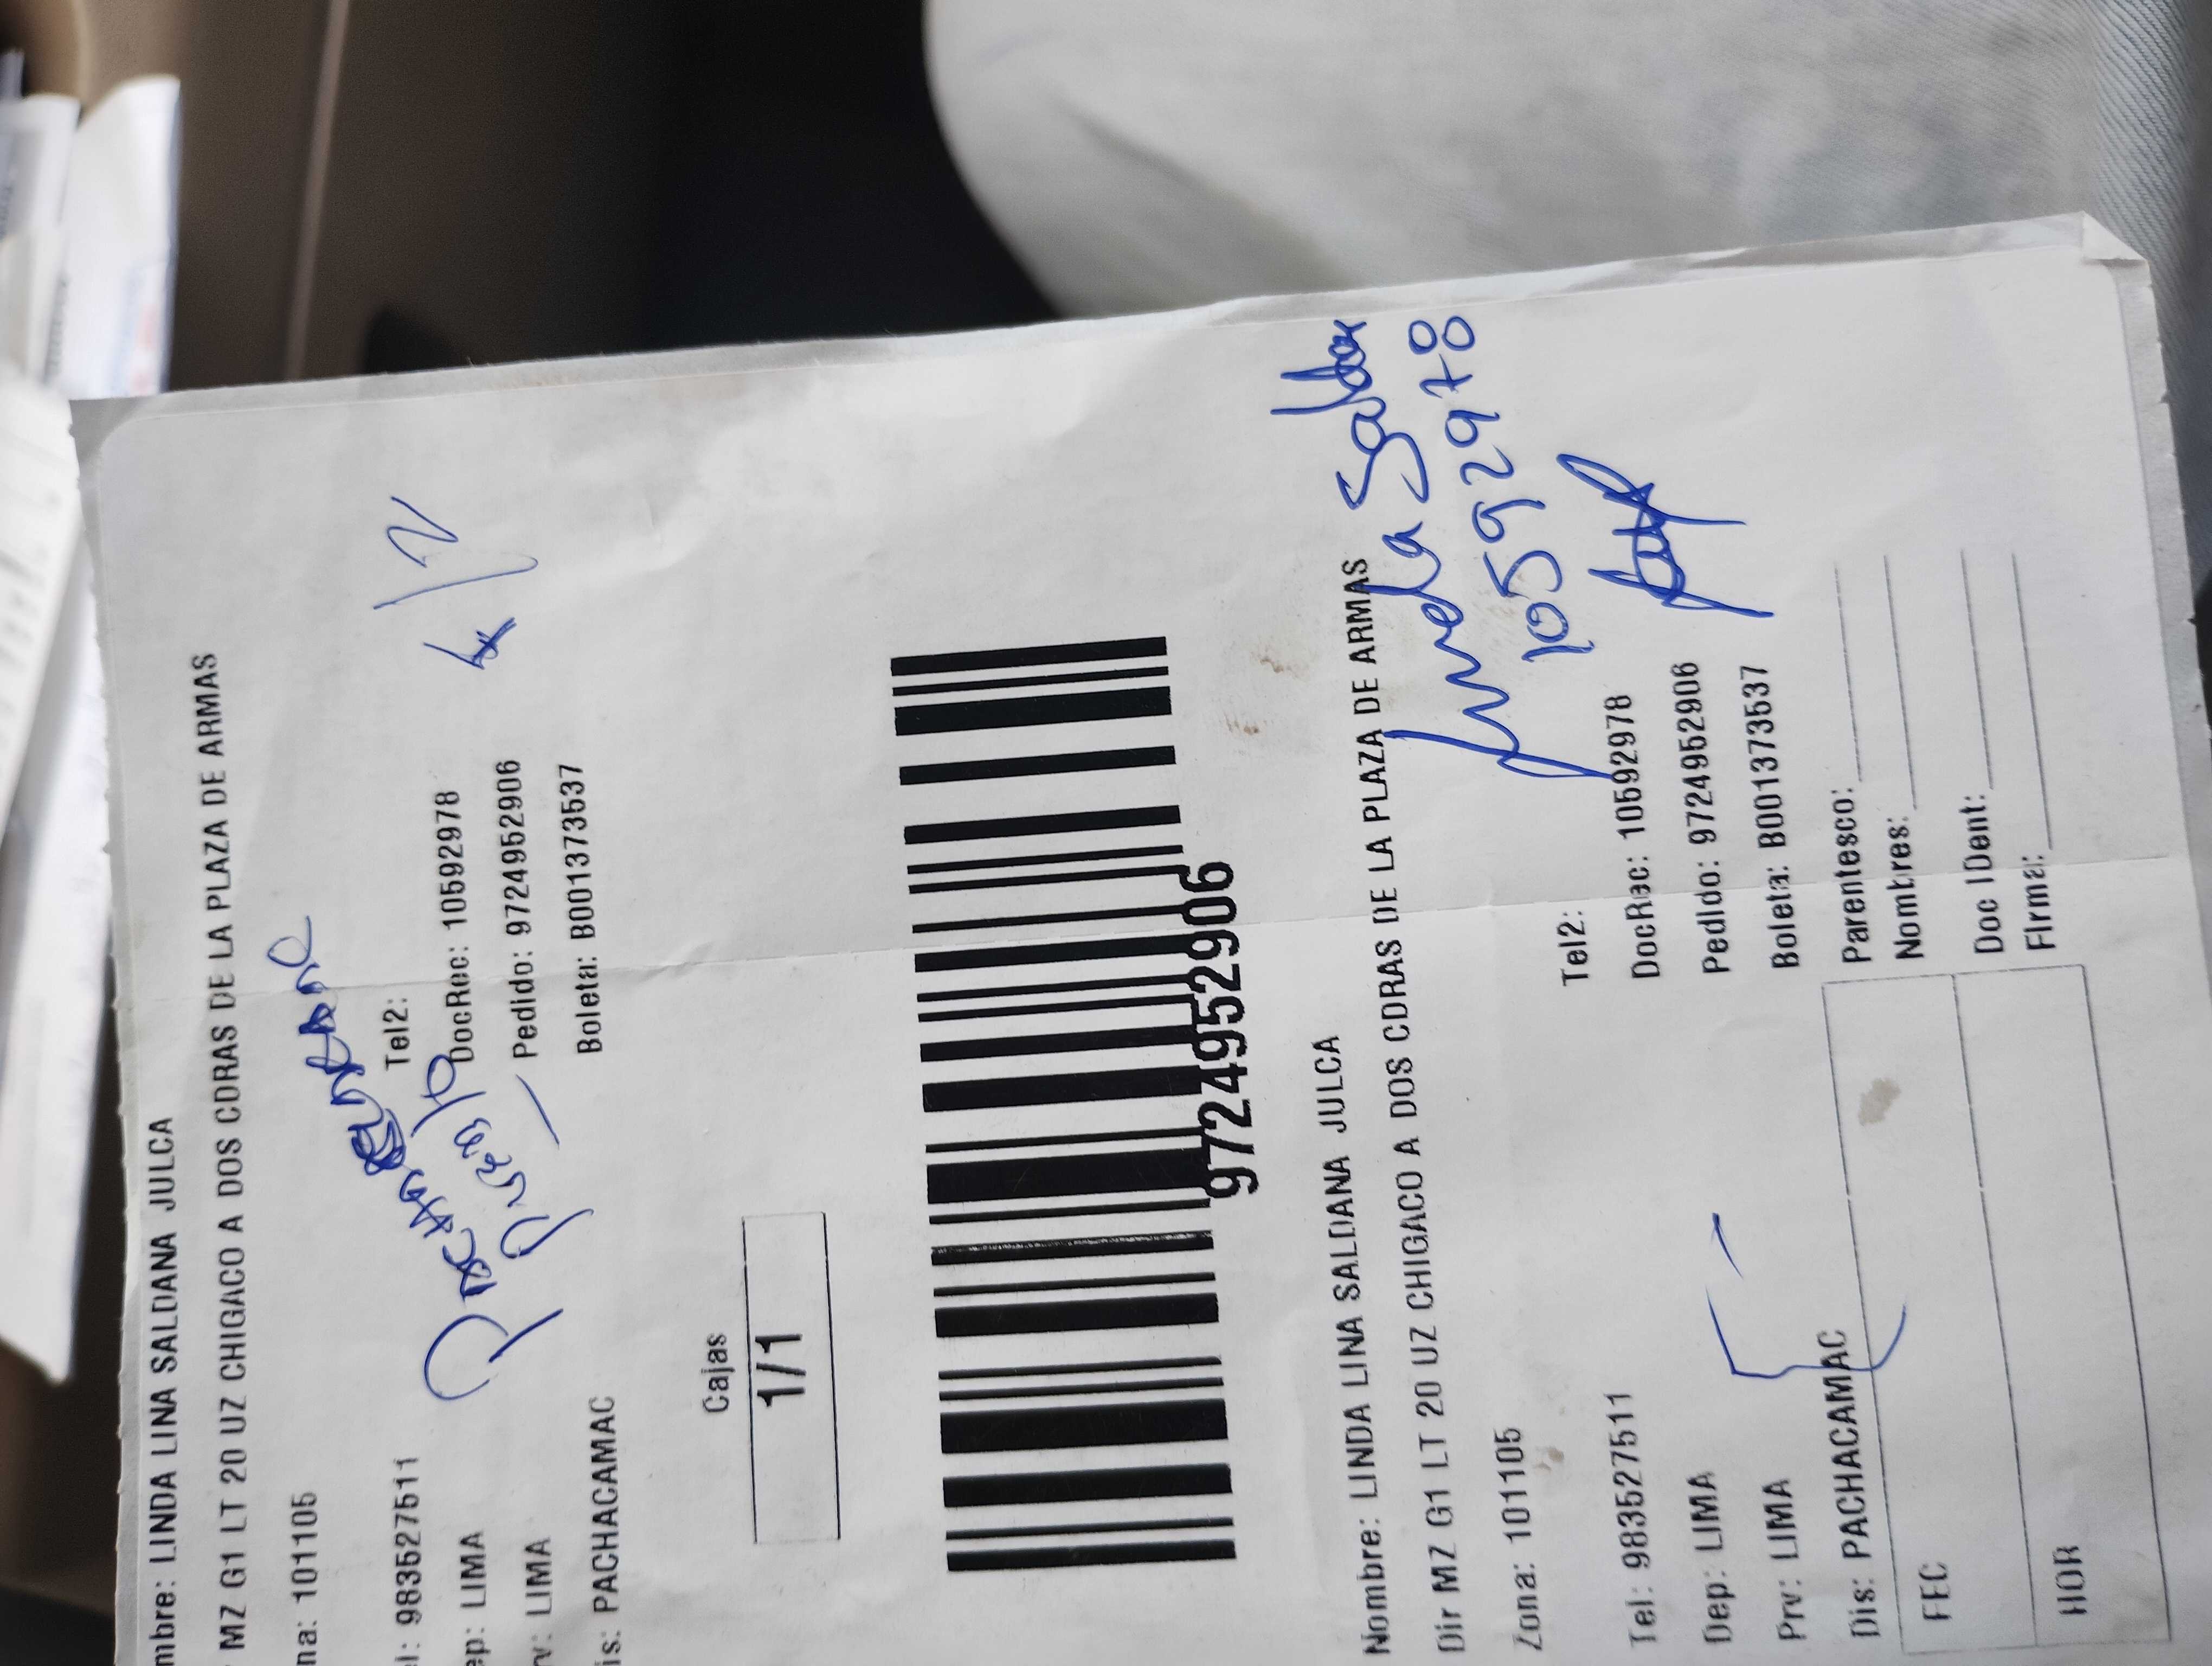 mbre: LINDA LINA SALDANA JULCA
MZ G1 LT 20 UZ CHIGACO A DOS CDRAS DE LA PLAZA DE ARMAS
na: 101105
el: 983527511 Tel2:
ep: LIMA DocRec: 10592978
rv: LIMA Pedido: 9724952906
is: PACHACAMAC Boleta: B001373537
Cajas
1/1
9724952906
Nombre: LINDA LINA SALDANA JULCA
Dir MZ G1 LT 20 UZ CHIGACO A DOS CDRAS DE LA PLAZA DE ARMAS
Zona: 101105
10592978
Tel: 983527511 Tel2:
Dep: LIMA DocRec: 10592978
Prv: LIMA Pedido: 9724952906
Dis: PACHACAMAC Boleta: B001373537
FEC Parentesco:
Nombres:
HOR Doc IDent:
Firma: